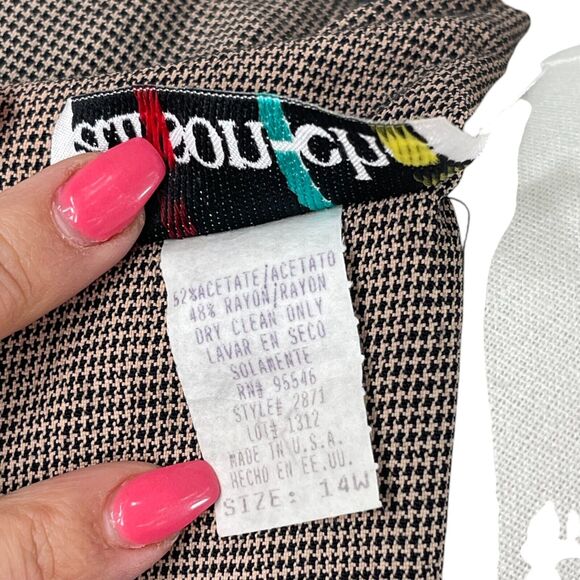 52%ACETATE/ACETATO
48% RAYON/RAYON
DRY CLEAN ONLY
LAVAR EN SECO
SOLAMENTE
RN# 95546
STYLE# 2871
LOT# 1312
MADE IN U.S.A.
HECHO EN EE.UU.
SIZE: 14W